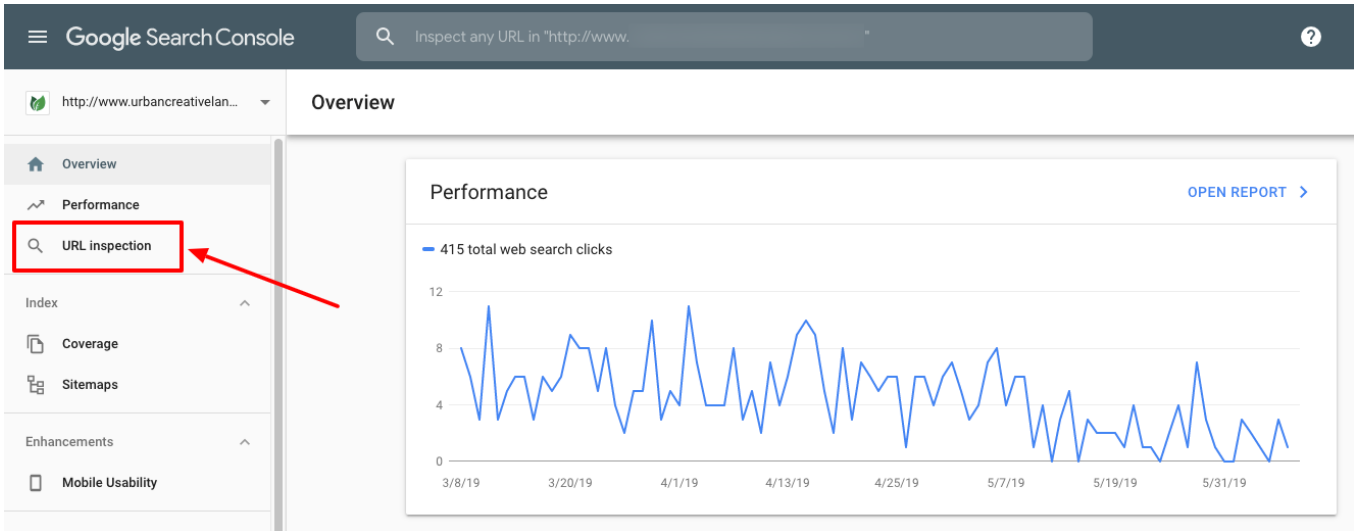 Google Search Console
Inspect any URL in "http://www. "
http://www.urbancreativelan...
Overview
Overview
Performance
URL inspection
Index
Coverage
Sitemaps
Enhancements
Mobile Usability
Performance
OPEN REPORT
415 total web search clicks
12
8
4
0
3/8/19 3/20/19 4/1/19 4/13/19 4/25/19 5/7/19 5/19/19 5/31/19